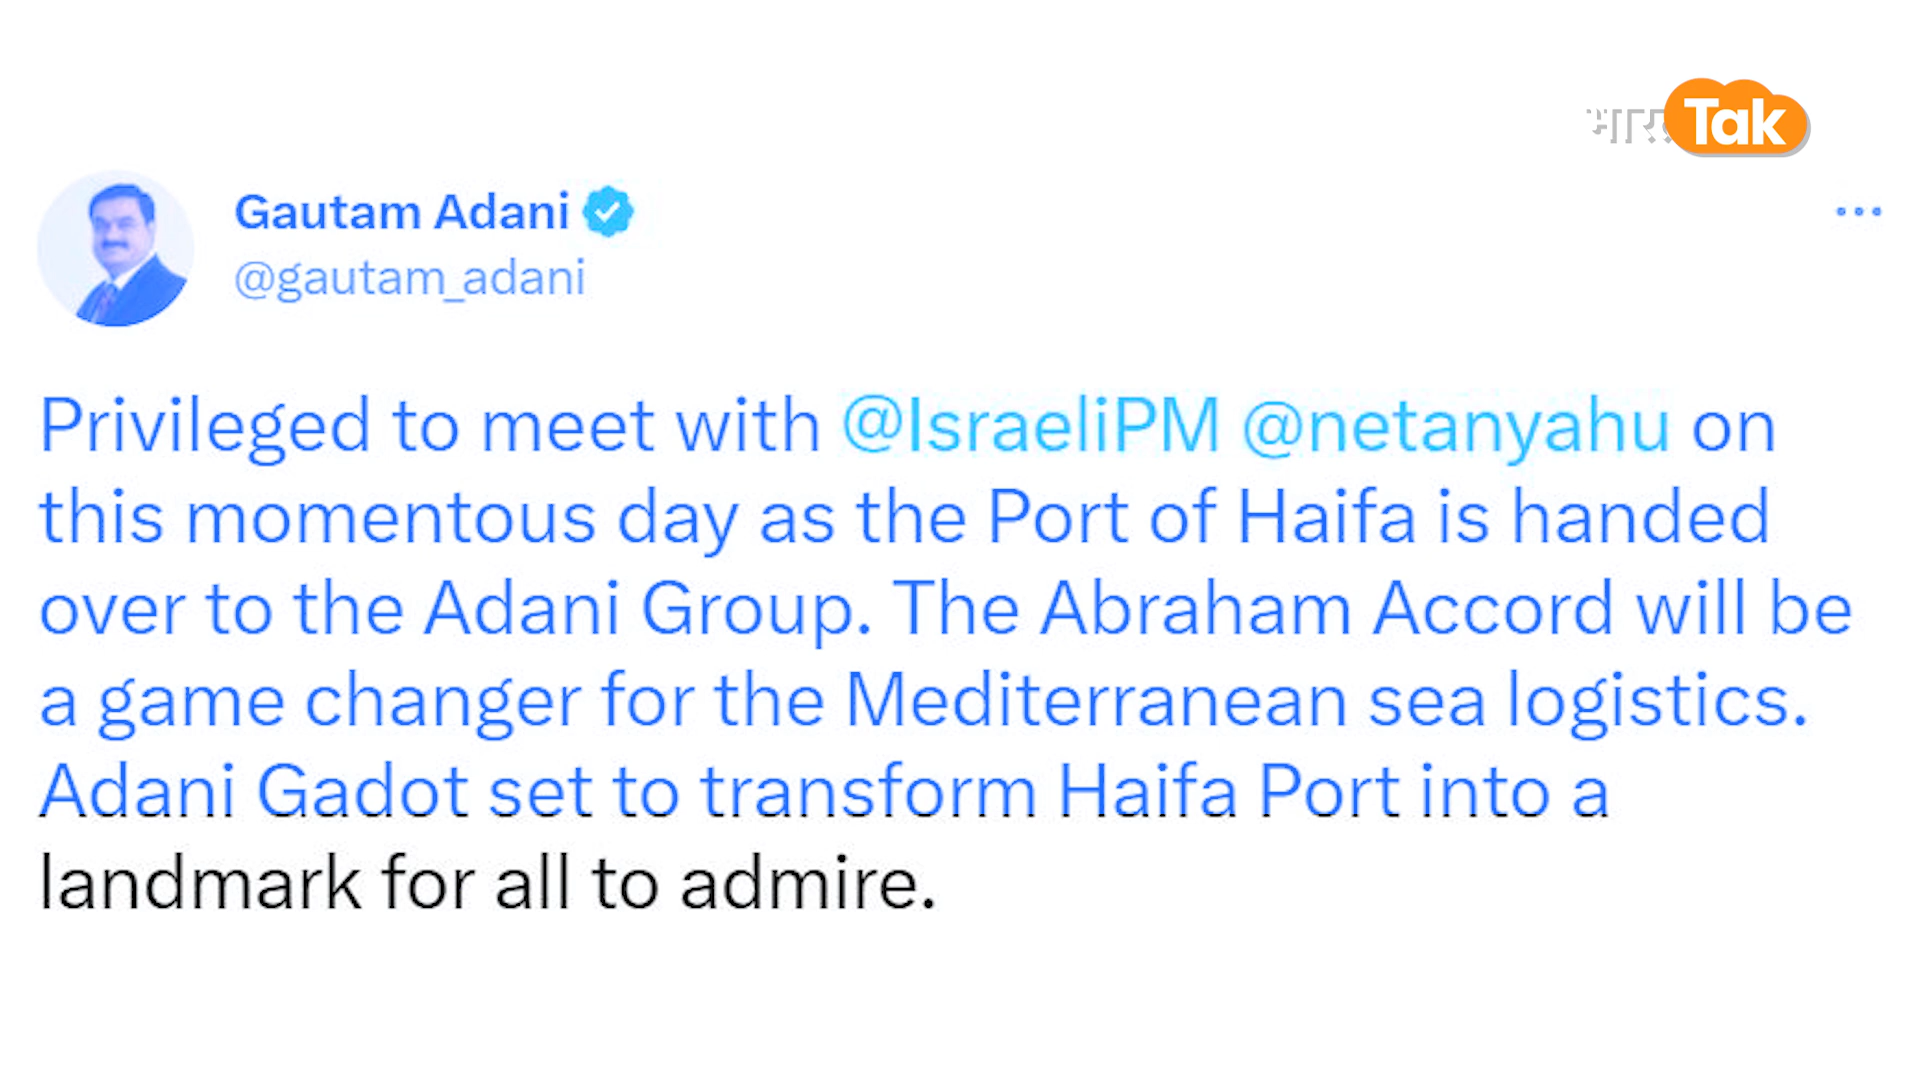 भारत Tak
Gautam Adani
@gautam_adani
Privileged to meet with @IsraeliPM @netanyahu on
this momentous day as the Port of Haifa is handed
over to the Adani Group. The Abraham Accord will be
a game changer for the Mediterranean sea logistics.
Adani Gadot set to transform Haifa Port into a
landmark for all to admire.